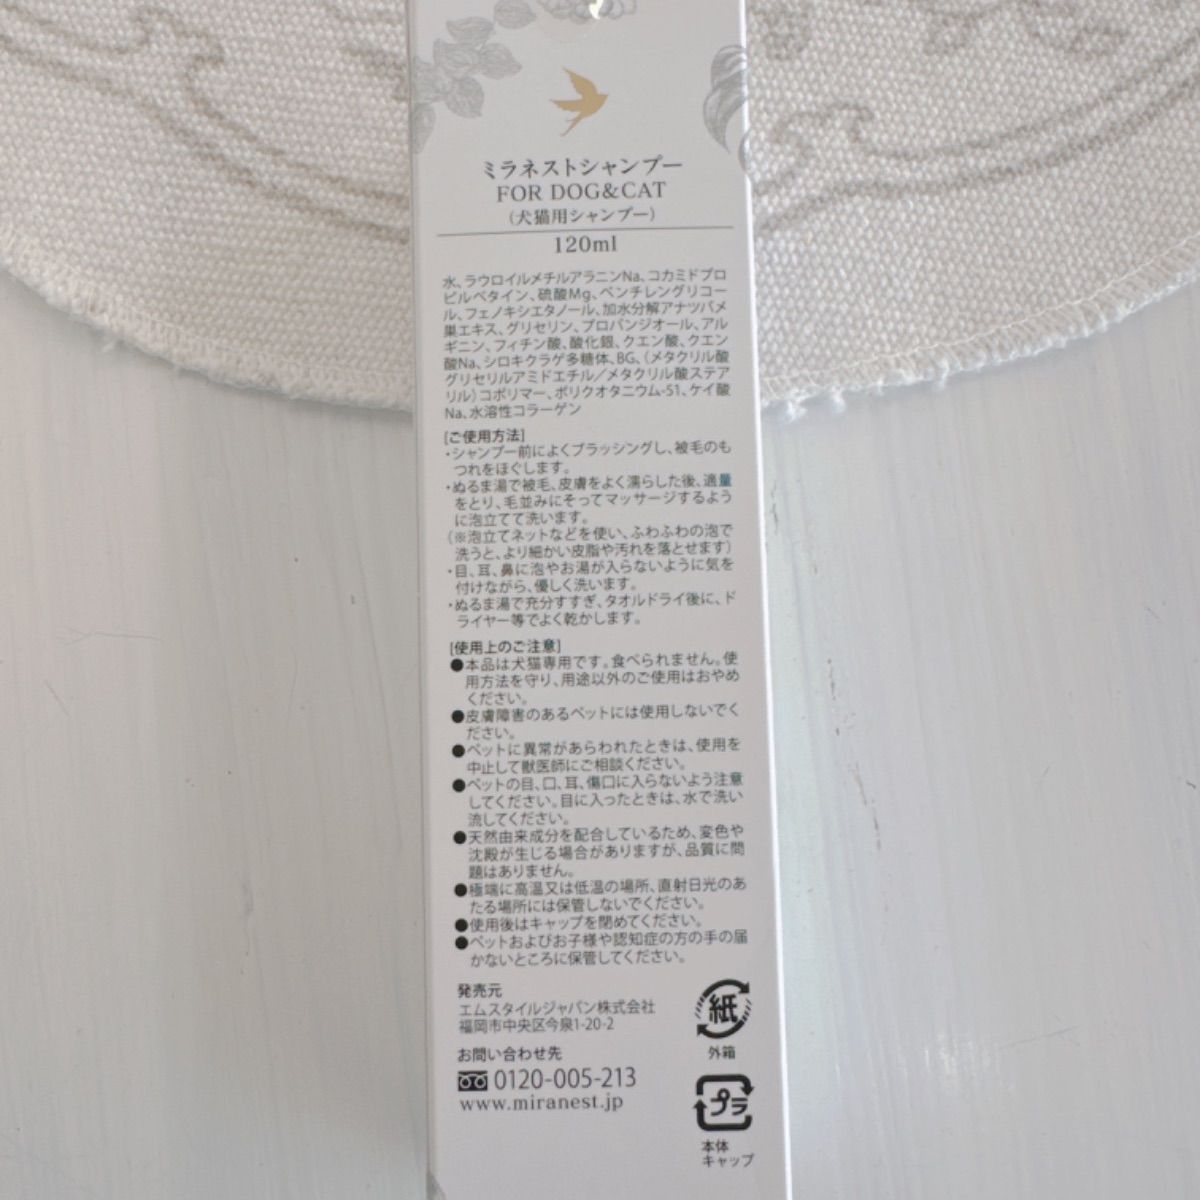 ミラネストシャンプー
FOR DOG&CAT
(犬猫用シャンプー)
120ml
水、ラウロイルメチルアラニンNa、コカミドプロ
ピルベタイン、硫酸Mg、ペンチレングリコー
ル、フェノキシエタノール、加水分解アナツバメ
巣エキス、グリセリン、プロパンジオール、アル
ギニン、フィチン酸、酸化銀、クエン酸、クエン
酸Na、シロキクラゲ多糖体、BG、(メタクリル酸
グリセリルアミドエチル/メタクリル酸ステア
リル)コポリマー、ポリクオタニウム-51、ケイ酸
Na、水溶性コラーゲン
[ご使用方法]
・シャンプー前によくブラッシングし、被毛のも
つれをほぐします。
・ぬるま湯で被毛、皮膚をよく濡らした後、適量
をとり、毛並みにそってマッサージするよう
に泡立てて洗います。
(※泡立てネットなどを使い、ふわふわの泡で
洗うと、より細かい皮脂や汚れを落とせます)
・目、耳、鼻に泡やお湯が入らないように気を
付けながら、優しく洗います。
・ぬるま湯で充分すすぎ、タオルドライ後に、ド
ライヤー等でよく乾かします。
[使用上のご注意]
●本品は犬猫専用です。食べられません。使
用方法を守り、用途以外のご使用はおやめ
ください。
●皮膚障害のあるペットには使用しないでく
ださい。
●ペットに異常があらわれたときは、使用を
中止して獣医師にご相談ください。
●ペットの目、口、耳、傷口に入らないよう注意
してください。目に入ったときは、水で洗い
流してください。
●天然由来成分を配合しているため、変色や
沈殿が生じる場合がありますが、品質に問
題はありません。
●極端に高温又は低温の場所、直射日光のあ
たる場所には保管しないでください。
●使用後はキャップを閉めてください。
●ペットおよびお子様や認知症の方の手の届
かないところに保管してください。
発売元
エムスタイルジャパン株式会社
福岡市中央区今泉1-20-2
お問い合わせ先
0120-005-213
www.miranest.jp
紙
外箱
プラ
本体
キャップ